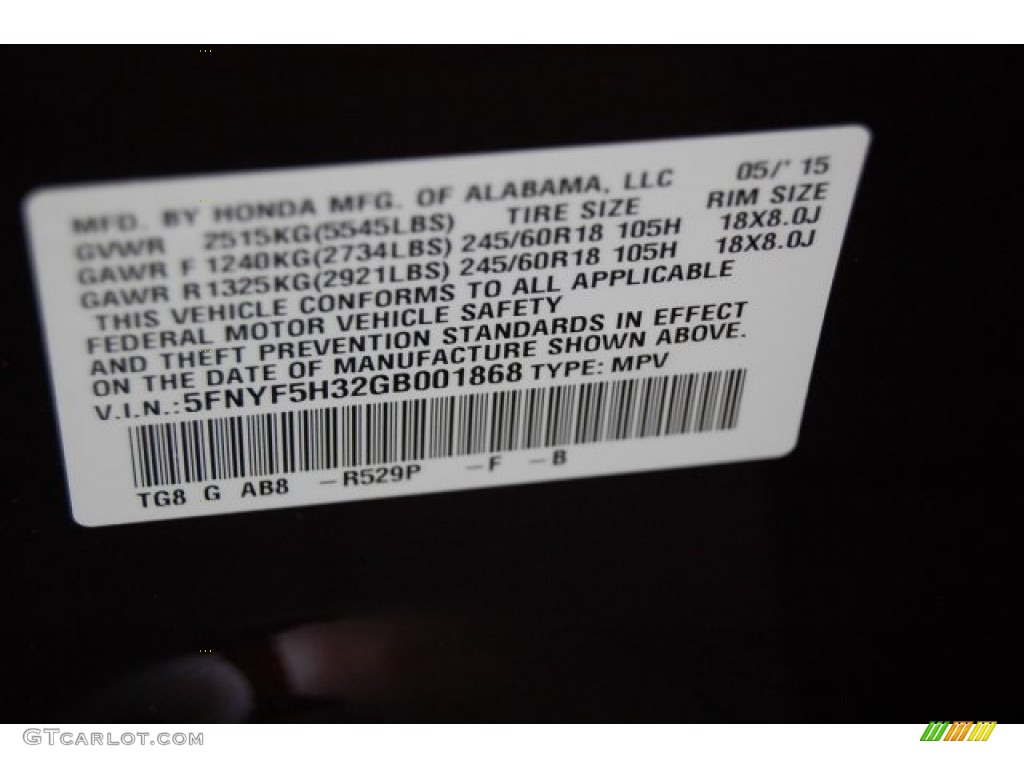 MFD. BY HONDA MFG. OF ALABAMA, LLC 05/' 15
GVWR 2515KG(5545LBS) TIRE SIZE RIM SIZE
GAWR F 1240KG(2734LBS) 245/60R18 105H 18X8.0J
GAWR R1325KG(2921LBS) 245/60R18 105H 18X8.0J
THIS VEHICLE CONFORMS TO ALL APPLICABLE
FEDERAL MOTOR VEHICLE SAFETY
AND THEFT PREVENTION STANDARDS IN EFFECT
ON THE DATE OF MANUFACTURE SHOWN ABOVE.
V.I.N.:5FNYF5H32GB001868 TYPE: MPV
TG8 G AB8 -R529P -F -B
GTCARLOT.COM